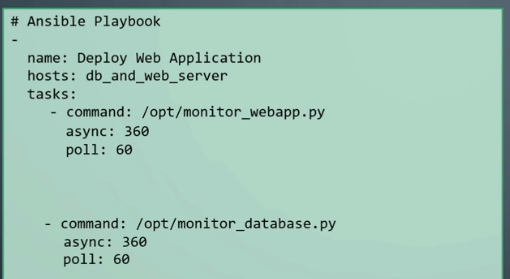 # Ansible Playbook
-
name: Deploy Web Application
hosts: db_and_web_server
tasks:
- command: /opt/monitor_webapp.py
async: 360
poll: 60
- command: /opt/monitor_database.py
async: 360
poll: 60